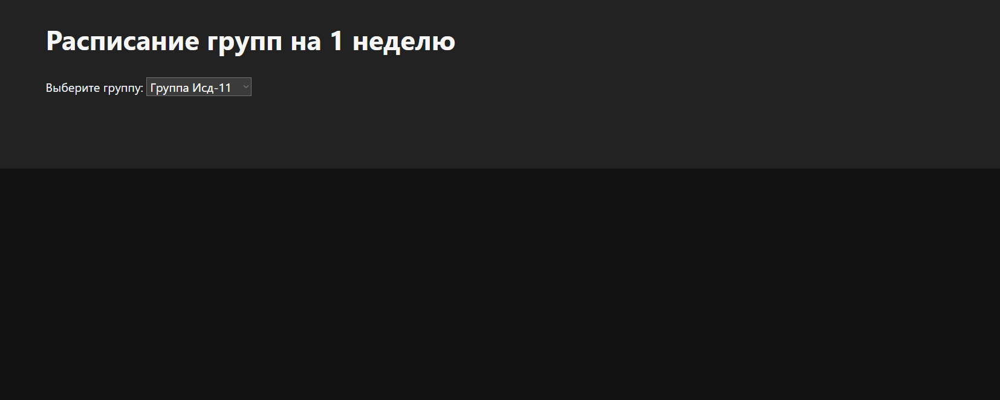 Расписание групп на 1 неделю
Выберите группу: Группа Исд-11